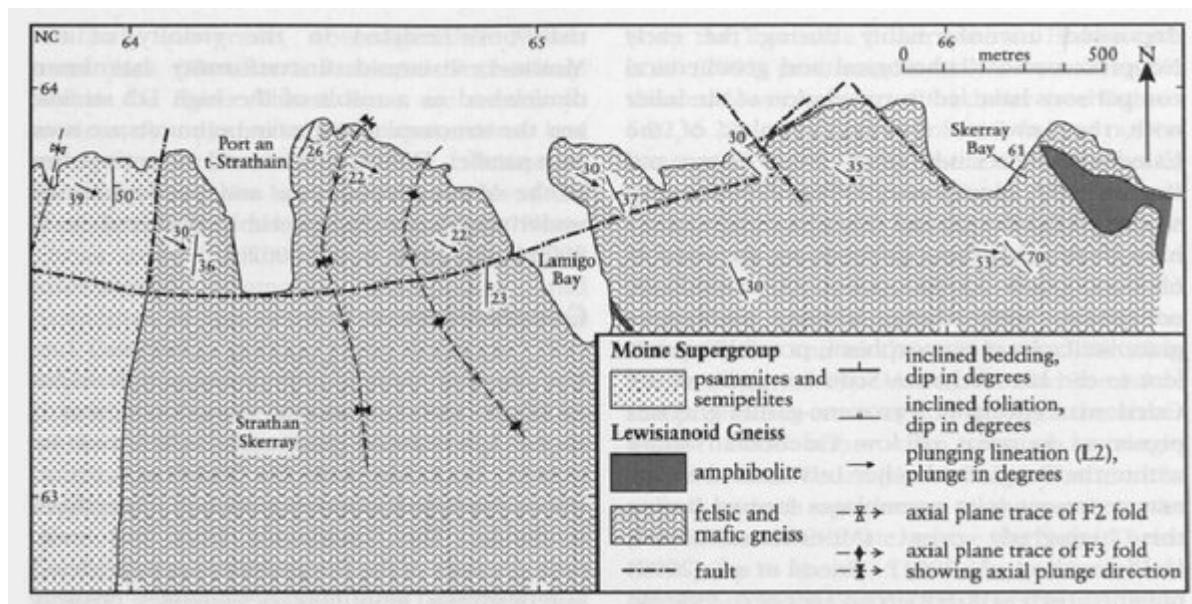 NC
64
65
66
0 metres 500
N
64
Port an
t-Strathain
26
22
30
37
30
35
Skerray
Bay
61
39
50
30
36
22
23
Lamigo
Bay
30
53
70
Strathan
Skerray
63
Moine Supergroup
psammites and
semipelites
Lewisianoid Gneiss
amphibolite
felsic and
mafic gneiss
fault
inclined bedding,
dip in degrees
inclined foliation,
dip in degrees
plunging lineation (L2),
plunge in degrees
axial plane trace of F2 fold
axial plane trace of F3 fold
showing axial plunge direction